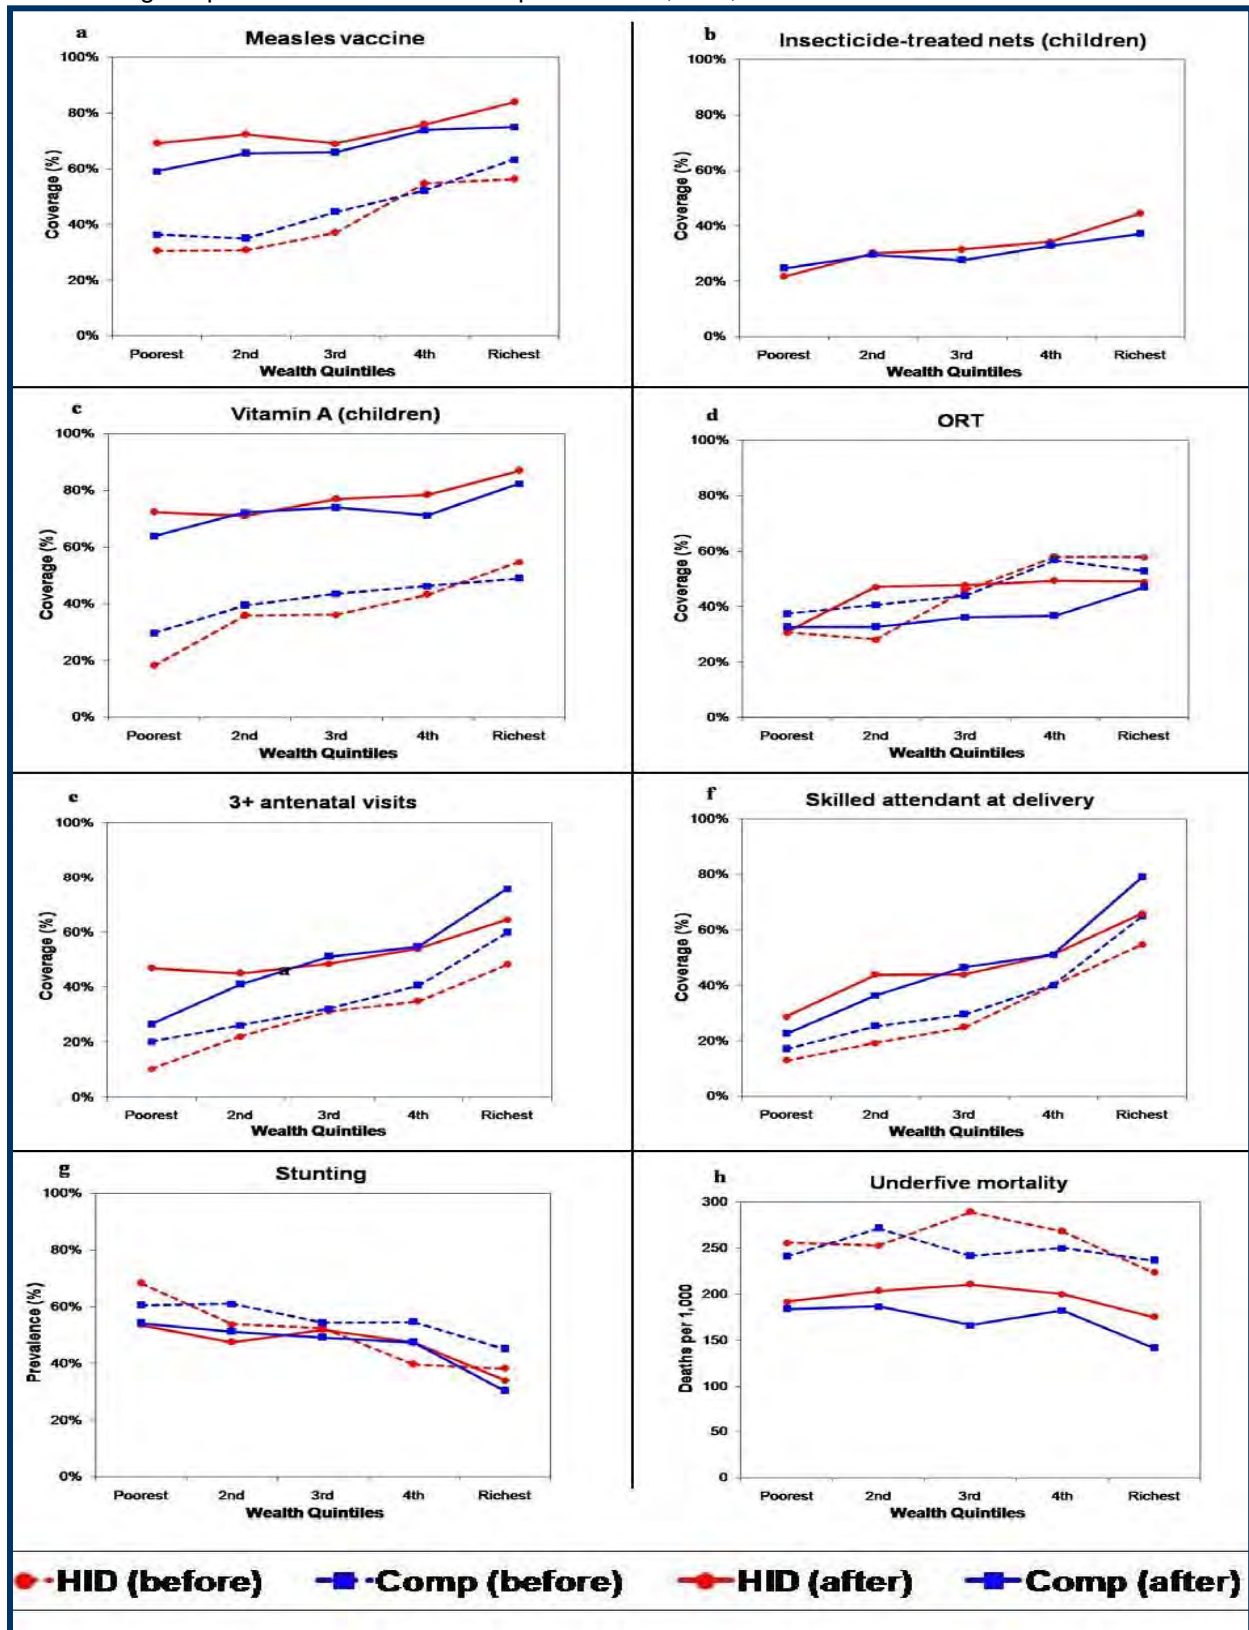 a
Measles vaccine
100%
80%
60%
40%
20%
0%
Coverage (%)
Poorest 2nd 3rd 4th Richest
Wealth Quintiles
b
Insecticide-treated nets (children)
100%
80%
60%
40%
20%
0%
Coverage (%)
Poorest 2nd 3rd 4th Richest
Wealth Quintiles
c
Vitamin A (children)
100%
80%
60%
40%
20%
0%
Coverage (%)
Poorest 2nd 3rd 4th Richest
Wealth Quintiles
d
ORT
100%
80%
60%
40%
20%
0%
Coverage (%)
Poorest 2nd 3rd 4th Richest
Wealth Quintiles
e
3+ antenatal visits
100%
80%
60%
40%
20%
0%
Coverage (%)
a
Poorest 2nd 3rd 4th Richest
Wealth Quintiles
f
Skilled attendant at delivery
100%
80%
60%
40%
20%
0%
Coverage (%)
Poorest 2nd 3rd 4th Richest
Wealth Quintiles
g
Stunting
100%
80%
60%
40%
20%
0%
Prevalence (%)
Poorest 2nd 3rd 4th Richest
Wealth Quintiles
h
Underfive mortality
300
250
200
150
100
50
0
Deaths per 1,000
Poorest 2nd 3rd 4th Richest
Wealth Quintiles
HID (before) Comp (before) HID (after) Comp (after)